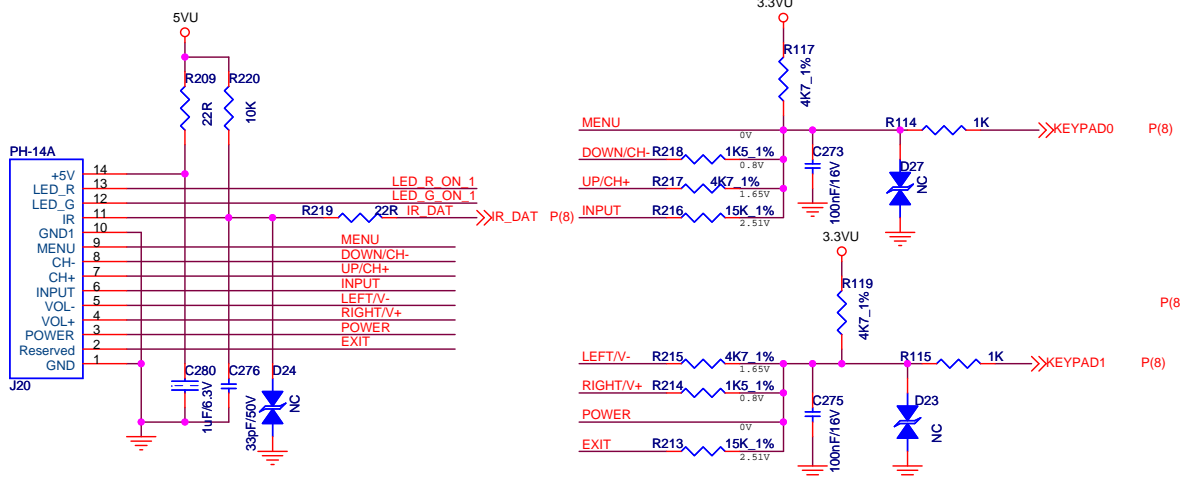 5VU
R209
22R
R220
10K
PH-14A
+5V 14
LED_R 13
LED_G 12
IR 11
GND1 10
MENU 9
CH- 8
CH+ 7
INPUT 6
VOL- 5
VOL+ 4
POWER 3
Reserved 2
GND 1
J20
LED_R_ON_1
LED_G_ON_1
R219 22R IR_DAT IR_DAT P(8)
MENU
DOWN/CH-
UP/CH+
INPUT
LEFT/V-
RIGHT/V+
POWER
EXIT
C280
1uF/6.3V
C276
33pF/50V
D24
NC
3.3VU
R117
4K7_1%
MENU 0V
DOWN/CH- R218 1K5_1% 0.8V
UP/CH+ R217 4K7_1% 1.65V
INPUT R216 15K_1% 2.51V
C273
100nF/16V
R114 1K KEYPAD0 P(8)
D27
NC
3.3VU
R119
4K7_1%
P(8
LEFT/V- R215 4K7_1% 1.65V
RIGHT/V+ R214 1K5_1% 0.8V
POWER 0V
EXIT R213 15K_1% 2.51V
C275
100nF/16V
R115 1K KEYPAD1 P(8)
D23
NC